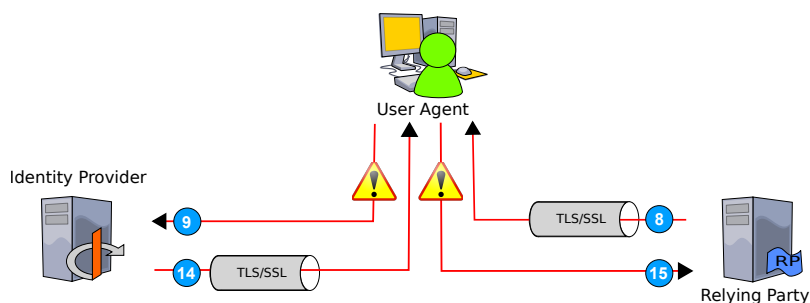 User Agent
Identity Provider
TLS/SSL
8
9
14
TLS/SSL
15
RP
Relying Party